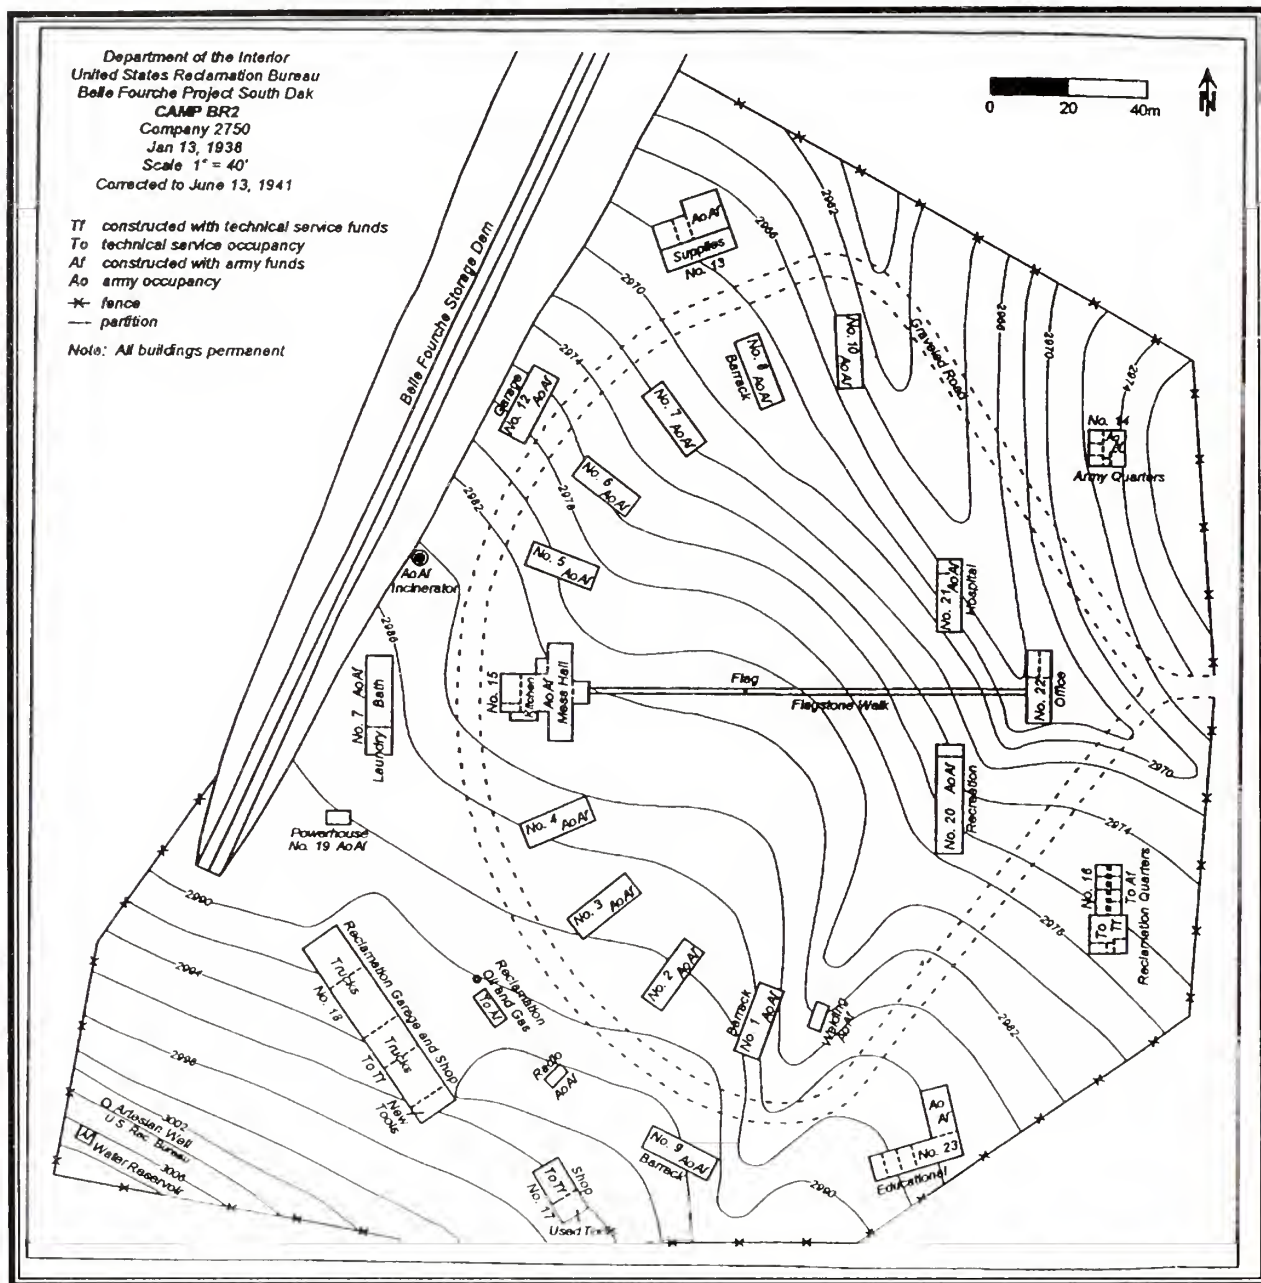 Department of the Interior
United States Reclamation Bureau
Belle Fourche Project South Dak
CAMP BR2
Company 2750
Jan 13, 1938
Scale 1" = 40'
Corrected to June 13, 1941
Tf constructed with technical service funds
To technical service occupancy
Af constructed with army funds
Ao army occupancy
fence
partition
Note: All buildings permanent
0 20 40m
N
Belle Fourche Storage Dam
AoAf
Supplies
No. 13
2962
2966
2970
2974
2978
2982
2986
2966
2970
2974
Graveled Road
No. 10 AoAf
No. 8 AoAf
Barrack
No. 7 AoAf
Garage
No. 12 AoAf
No. 6 AoAf
No. 5 AoAf
No. 14
Army Quarters
AoAf
Incinerator
No. 21 AoAf
Hospital
No. 15
Kitchen
AoAf
Mess Hall
Flag
Flagstone Walk
No. 22
Office
No. 7 AoAf
Laundry Bath
Powerhouse
No. 19 AoAf
No. 4 AoAf
No. 20 AoAf
Recreation
2970
2974
2978
2982
No. 16
To Af
To Tf
Reclamation Quarters
No. 3 AoAf
No. 2 AoAf
Barrack
No 1 AoAf
Welding
2990
2994
2998
3002
3006
Reclamation Garage and Shop
Trucks
Trucks
No. 18
To Tf
New
Tools
Reclamation
Oil and Gas
To Af
Radio
AoAf
No. 9 AoAf
Barrack
Ao
Af
No. 23
Educational
2990
Artesian Well
U.S. Rec. Bureau
Water Reservoir
Shop
To Tf
No. 17
Used